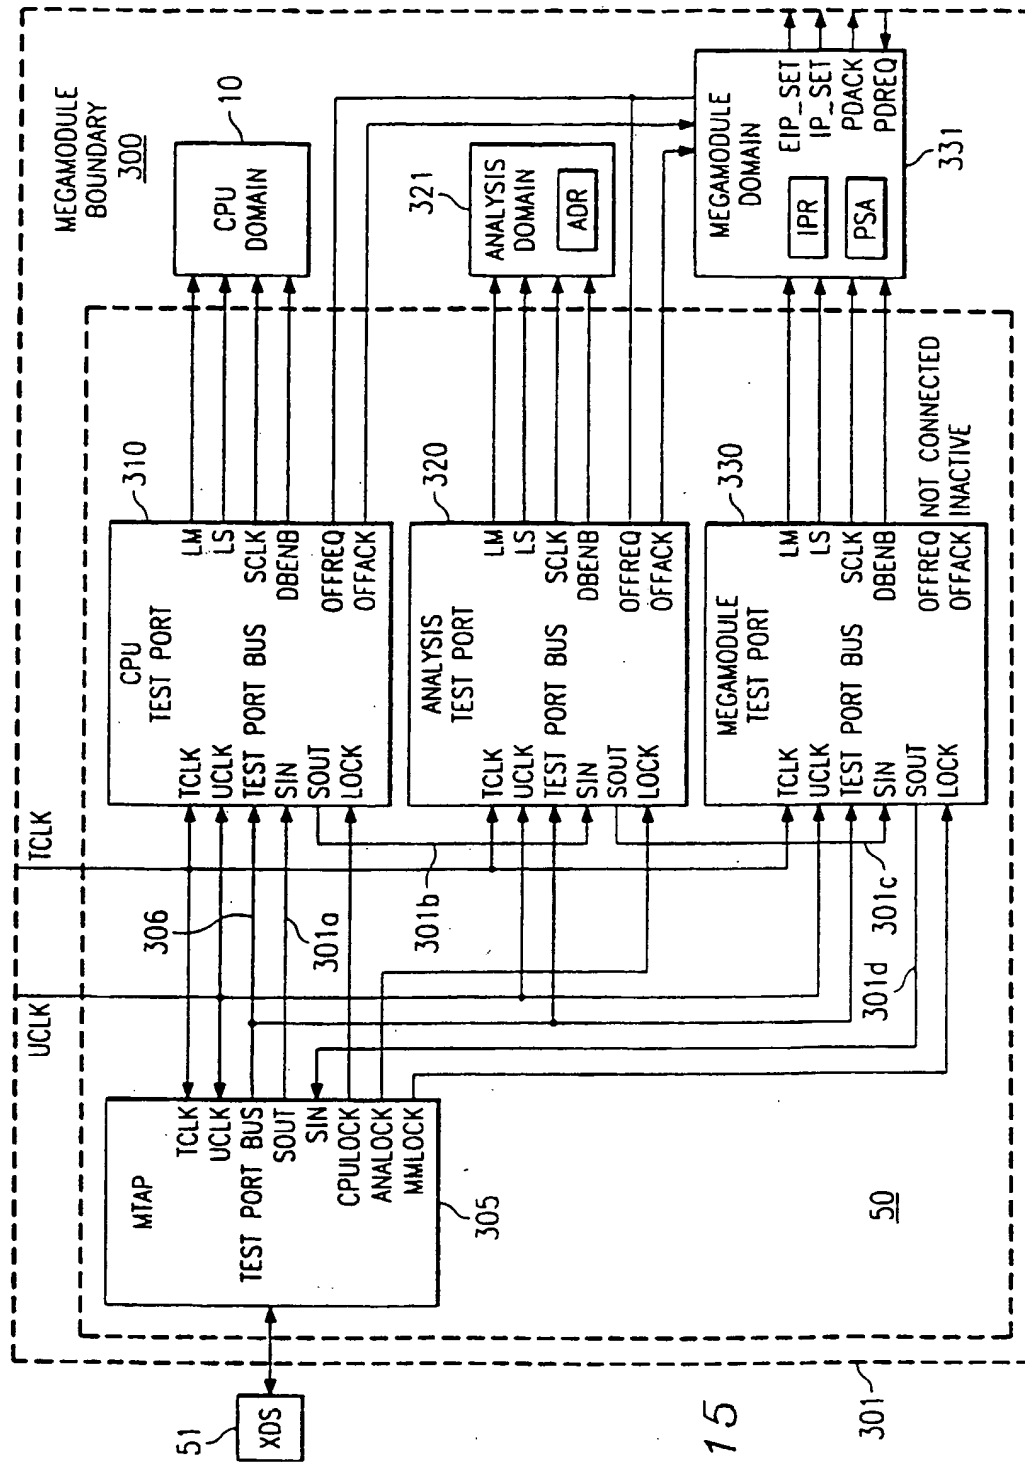 MEGAMODULE
BOUNDARY
300
UCLK
TCLK
51
XDS
MTAP
TCLK
UCLK
TEST PORT BUS
SOUT
SIN
CPULOCK
ANALOCK
MMLOCK
305
306
301a
301b
301c
301d
CPU
TEST PORT
TCLK
UCLK
TEST PORT BUS
SIN
SOUT
LOCK
LM
LS
SCLK
DBENB
OFFREQ
OFFACK
310
CPU
DOMAIN
10
ANALYSIS
TEST PORT
TCLK
UCLK
TEST PORT BUS
SIN
SOUT
LOCK
LM
LS
SCLK
DBENB
OFFREQ
OFFACK
320
ANALYSIS
DOMAIN
ADR
321
MEGAMODULE
TEST PORT
TCLK
UCLK
TEST PORT BUS
SIN
SOUT
LOCK
LM
LS
SCLK
DBENB
OFFREQ
OFFACK
NOT CONNECTED
INACTIVE
330
MEGAMODULE
DOMAIN
IPR
PSA
EIP_SET
IP_SET
PDACK
PDREQ
331
50
301
15